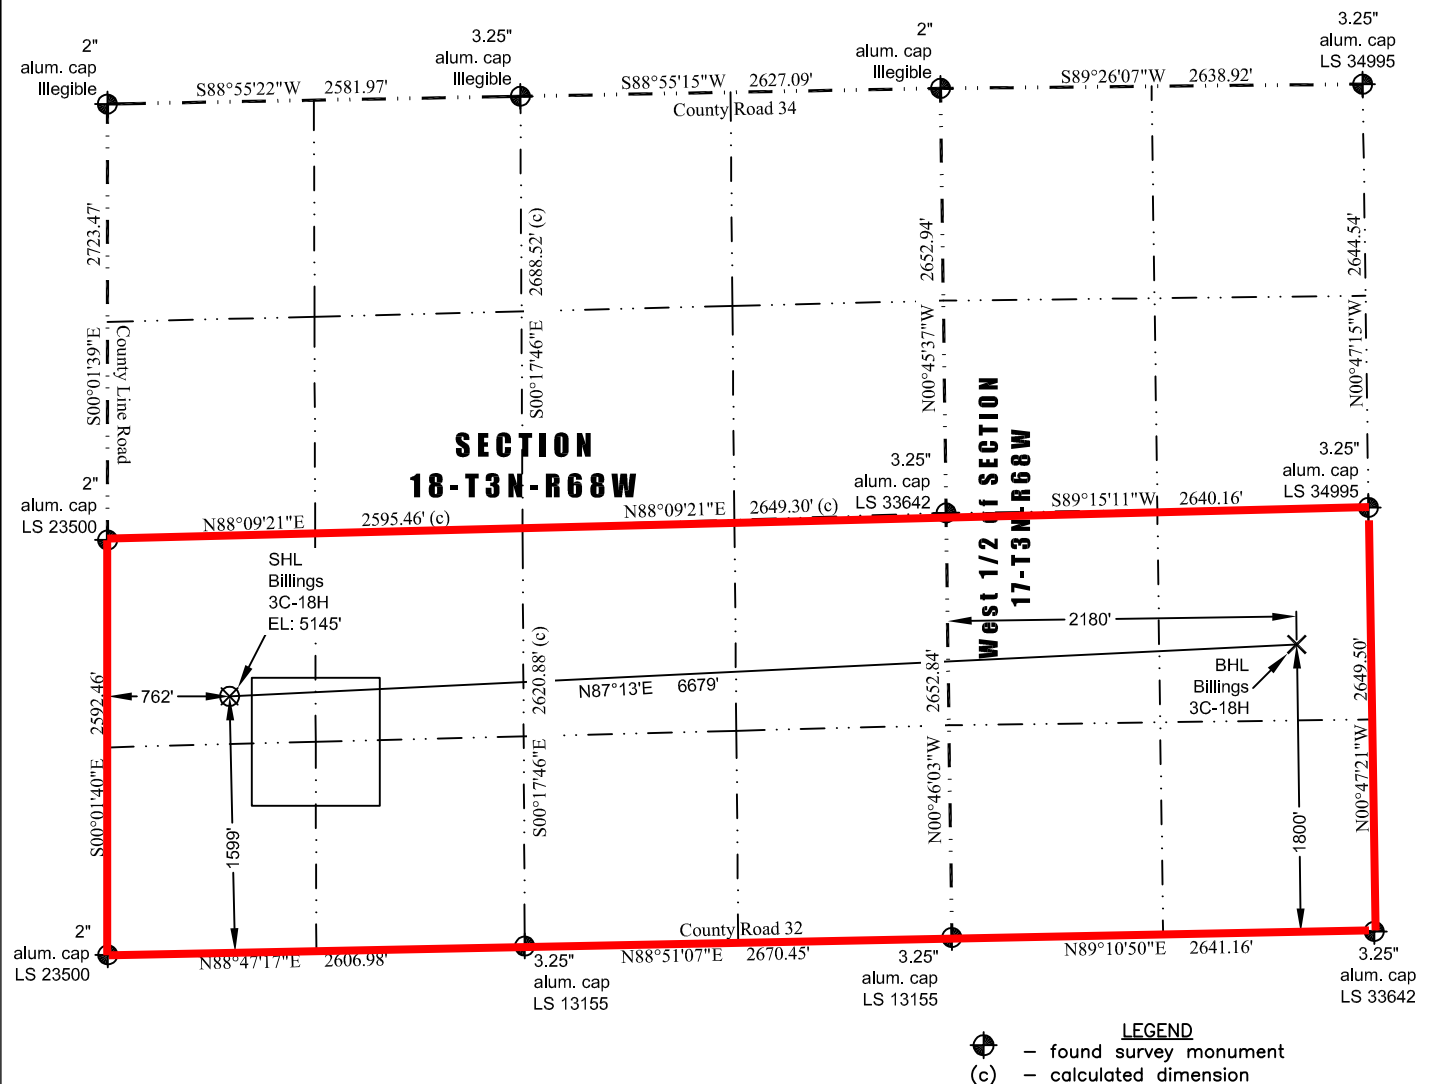 2"
alum. cap
Illegible
S88°55'22"W 2581.97'
3.25"
alum. cap
Illegible
S88°55'15"W 2627.09'
County Road 34
2"
alum. cap
Illegible
S89°26'07"W 2638.92'
3.25"
alum. cap
LS 34995
S00°01'39"E 2723.47'
County Line Road
S00°17'46"E 2688.52' (c)
N00°45'37"W 2652.94'
N00°47'15"W 2644.54'
SECTION
18-T3N-R68W
West 1/2 of SECTION
17-T3N-R68W
2"
alum. cap
LS 23500
N88°09'21"E 2595.46' (c)
N88°09'21"E 2649.30' (c)
3.25"
alum. cap
LS 33642
S89°15'11"W 2640.16'
3.25"
alum. cap
LS 34995
SHL
Billings
3C-18H
EL: 5145'
762'
1599'
N87°13'E 6679'
2180'
BHL
Billings
3C-18H
1800'
S00°01'40"E 2592.46'
S00°17'46"E 2620.88' (c)
N00°46'03"W 2652.84'
N00°47'21"W 2649.50'
2"
alum. cap
LS 23500
N88°47'17"E 2606.98'
3.25"
alum. cap
LS 13155
County Road 32
N88°51'07"E 2670.45'
3.25"
alum. cap
LS 13155
N89°10'50"E 2641.16'
3.25"
alum. cap
LS 33642
LEGEND
– found survey monument
(c) – calculated dimension